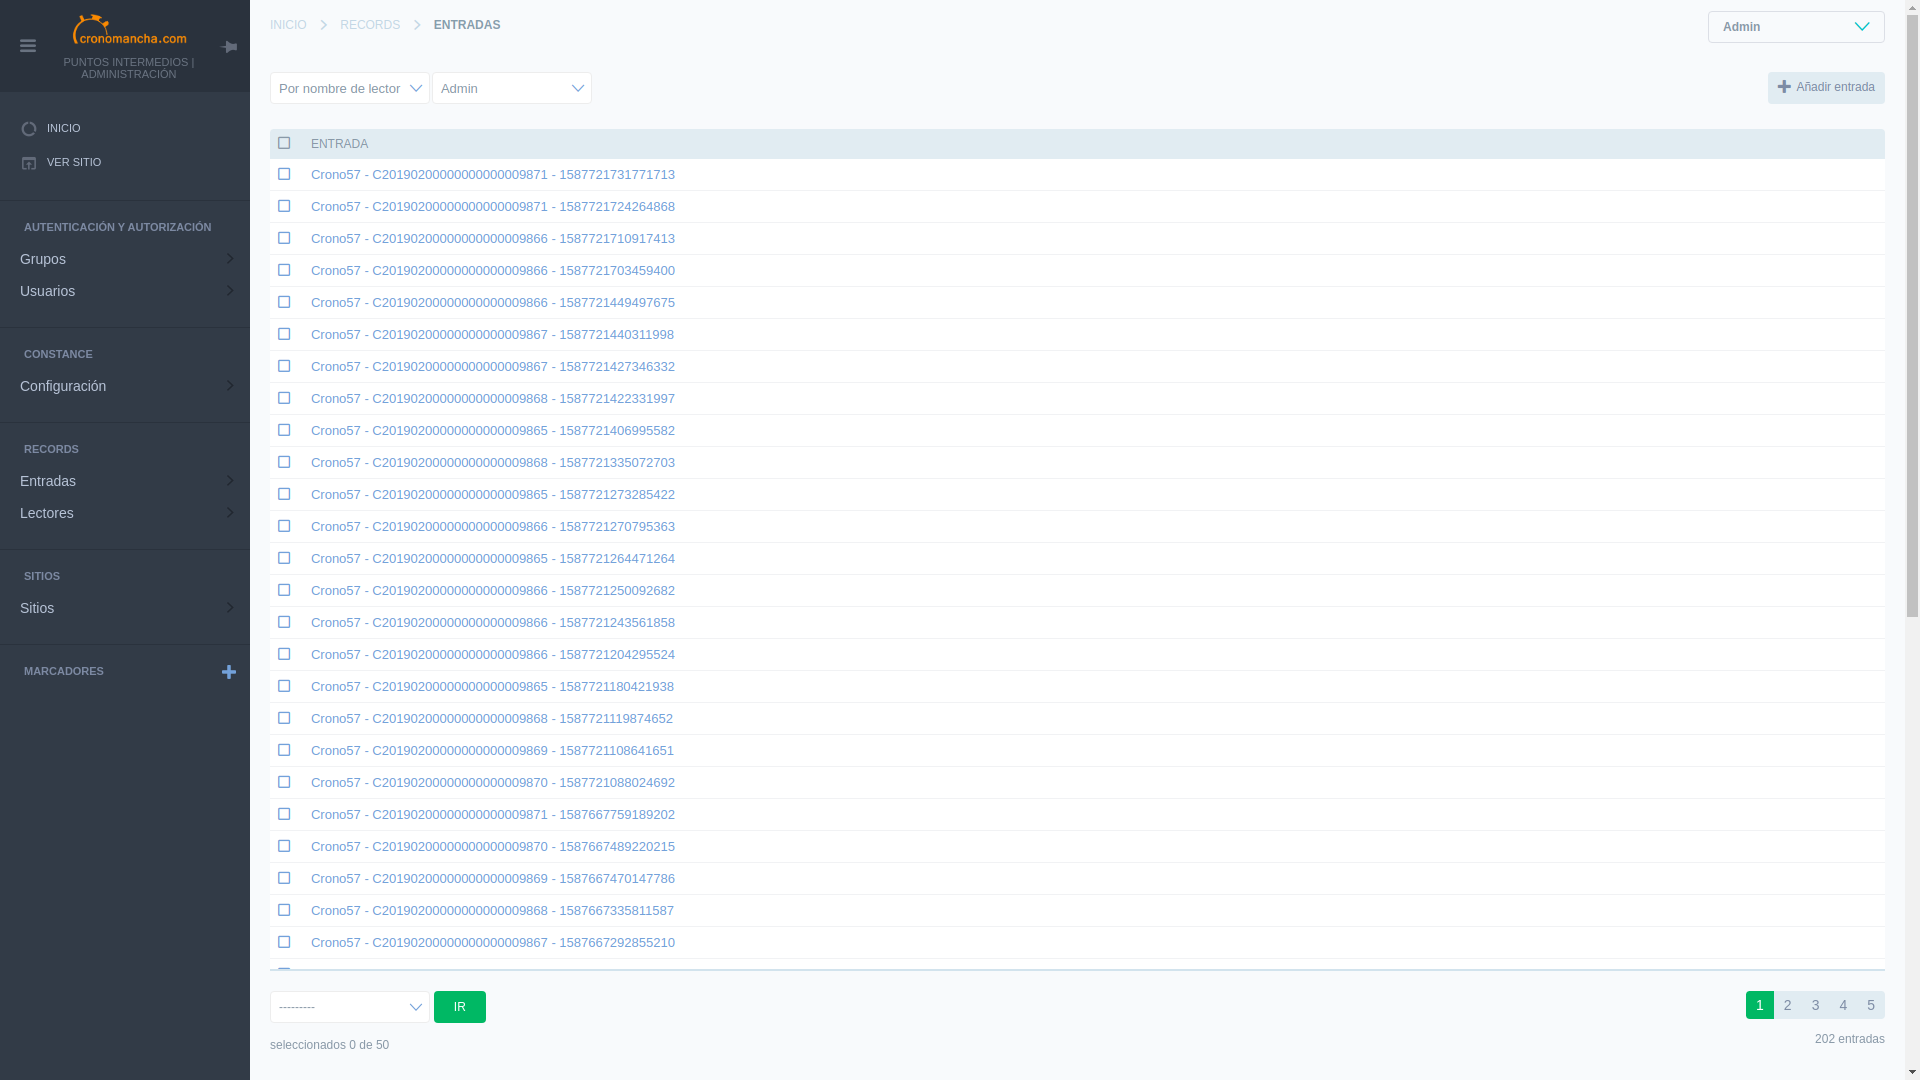 cronomancha.com
PUNTOS INTERMEDIOS |
ADMINISTRACIÓN
INICIO
VER SITIO
AUTENTICACIÓN Y AUTORIZACIÓN
Grupos
Usuarios
CONSTANCE
Configuración
RECORDS
Entradas
Lectores
SITIOS
Sitios
MARCADORES
INICIO RECORDS ENTRADAS
Admin
Por nombre de lector Admin
Añadir entrada
ENTRADA
Crono57 - C20190200000000000009871 - 1587721731771713
Crono57 - C20190200000000000009871 - 1587721724264868
Crono57 - C20190200000000000009866 - 1587721710917413
Crono57 - C20190200000000000009866 - 1587721703459400
Crono57 - C20190200000000000009866 - 1587721449497675
Crono57 - C20190200000000000009867 - 1587721440311998
Crono57 - C20190200000000000009867 - 1587721427346332
Crono57 - C20190200000000000009868 - 1587721422331997
Crono57 - C20190200000000000009865 - 1587721406995582
Crono57 - C20190200000000000009868 - 1587721335072703
Crono57 - C20190200000000000009865 - 1587721273285422
Crono57 - C20190200000000000009866 - 1587721270795363
Crono57 - C20190200000000000009865 - 1587721264471264
Crono57 - C20190200000000000009866 - 1587721250092682
Crono57 - C20190200000000000009866 - 1587721243561858
Crono57 - C20190200000000000009866 - 1587721204295524
Crono57 - C20190200000000000009865 - 1587721180421938
Crono57 - C20190200000000000009868 - 1587721119874652
Crono57 - C20190200000000000009869 - 1587721108641651
Crono57 - C20190200000000000009870 - 1587721088024692
Crono57 - C20190200000000000009871 - 1587667759189202
Crono57 - C20190200000000000009870 - 1587667489220215
Crono57 - C20190200000000000009869 - 1587667470147786
Crono57 - C20190200000000000009868 - 1587667335811587
Crono57 - C20190200000000000009867 - 1587667292855210
--------- IR
1 2 3 4 5
seleccionados 0 de 50
202 entradas